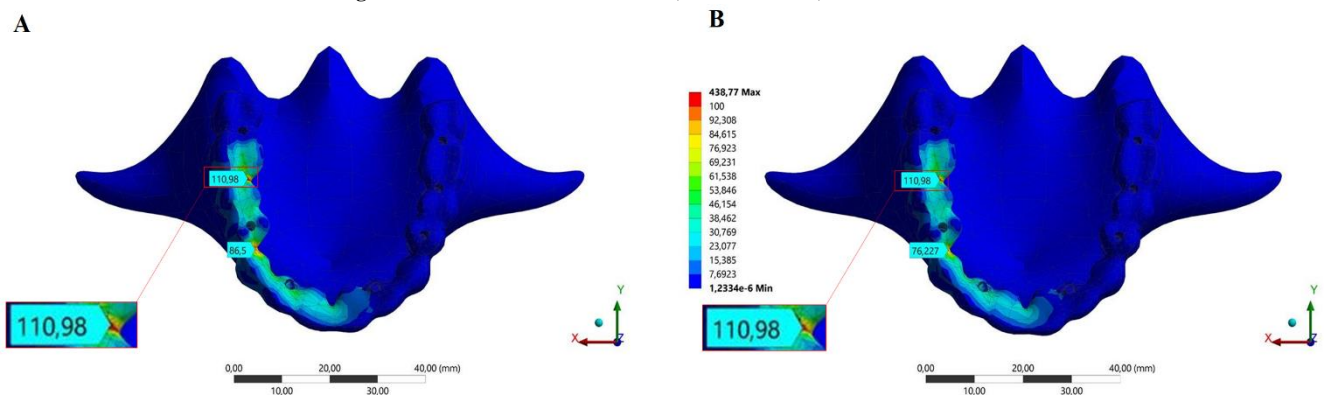 A
B
110,98
86,5
110,98
Y
X
Z
0,00 20,00 40,00 (mm)
10,00 30,00
438,77 Max
100
92,308
84,615
76,923
69,231
61,538
53,846
46,154
38,462
30,769
23,077
15,385
7,6923
1,2334e-6 Min
110,98
76,227
110,98
Y
X
Z
0,00 20,00 40,00 (mm)
10,00 30,00